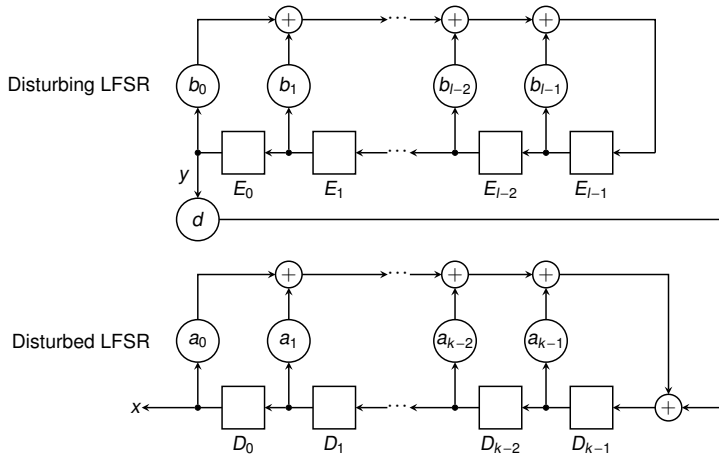 + ··· + +
Disturbing LFSR b₀ b₁ bₗ₋₂ bₗ₋₁
···
y E₀ E₁ Eₗ₋₂ Eₗ₋₁
d
+ ··· + +
Disturbed LFSR a₀ a₁ aₖ₋₂ aₖ₋₁
x ··· +
D₀ D₁ Dₖ₋₂ Dₖ₋₁